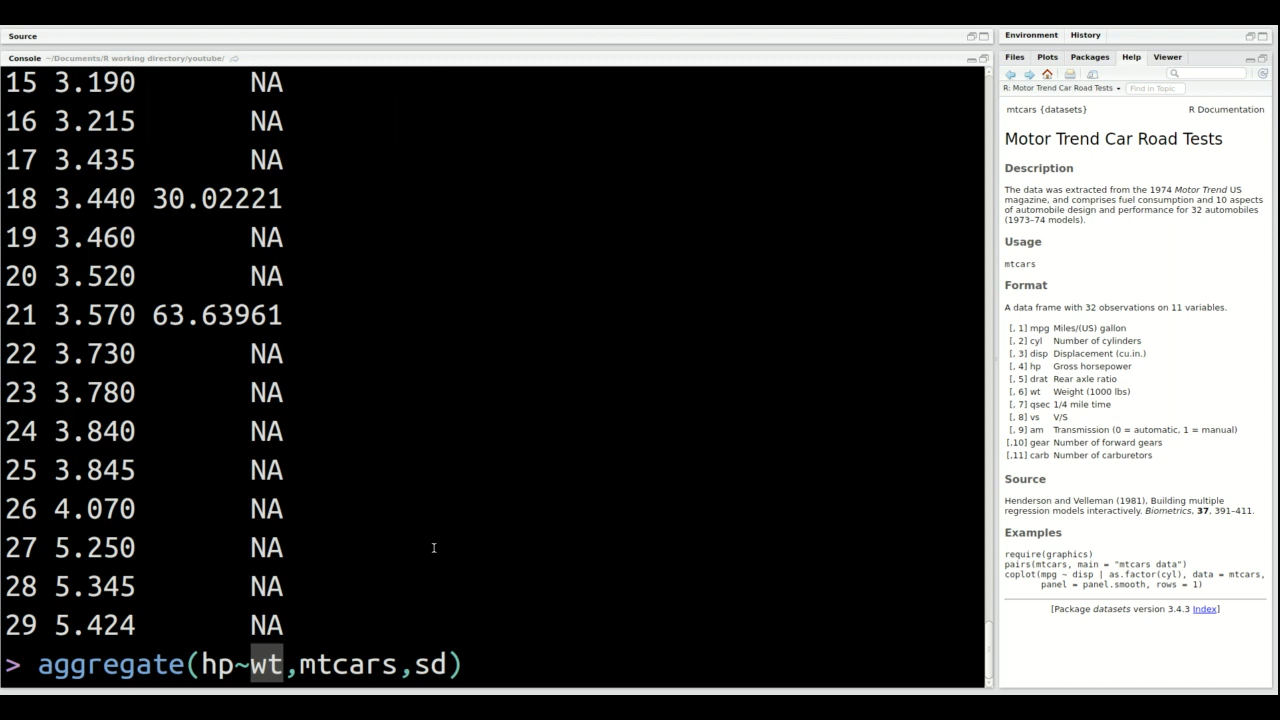 Source
Console ~/Documents/R working directory/youtube/
15 3.190 NA
16 3.215 NA
17 3.435 NA
18 3.440 30.02221
19 3.460 NA
20 3.520 NA
21 3.570 63.63961
22 3.730 NA
23 3.780 NA
24 3.840 NA
25 3.845 NA
26 4.070 NA
27 5.250 NA
28 5.345 NA
29 5.424 NA
> aggregate(hp~wt,mtcars,sd)
Environment History
Files Plots Packages Help Viewer
R: Motor Trend Car Road Tests Find in Topic
mtcars {datasets} R Documentation
Motor Trend Car Road Tests
Description
The data was extracted from the 1974 Motor Trend US
magazine, and comprises fuel consumption and 10 aspects
of automobile design and performance for 32 automobiles
(1973–74 models).
Usage
mtcars
Format
A data frame with 32 observations on 11 variables.
[, 1] mpg Miles/(US) gallon
[, 2] cyl Number of cylinders
[, 3] disp Displacement (cu.in.)
[, 4] hp Gross horsepower
[, 5] drat Rear axle ratio
[, 6] wt Weight (1000 lbs)
[, 7] qsec 1/4 mile time
[, 8] vs V/S
[, 9] am Transmission (0 = automatic, 1 = manual)
[,10] gear Number of forward gears
[,11] carb Number of carburetors
Source
Henderson and Velleman (1981), Building multiple
regression models interactively. Biometrics, 37, 391–411.
Examples
require(graphics)
pairs(mtcars, main = "mtcars data")
coplot(mpg ~ disp | as.factor(cyl), data = mtcars,
panel = panel.smooth, rows = 1)
[Package datasets version 3.4.3 Index]